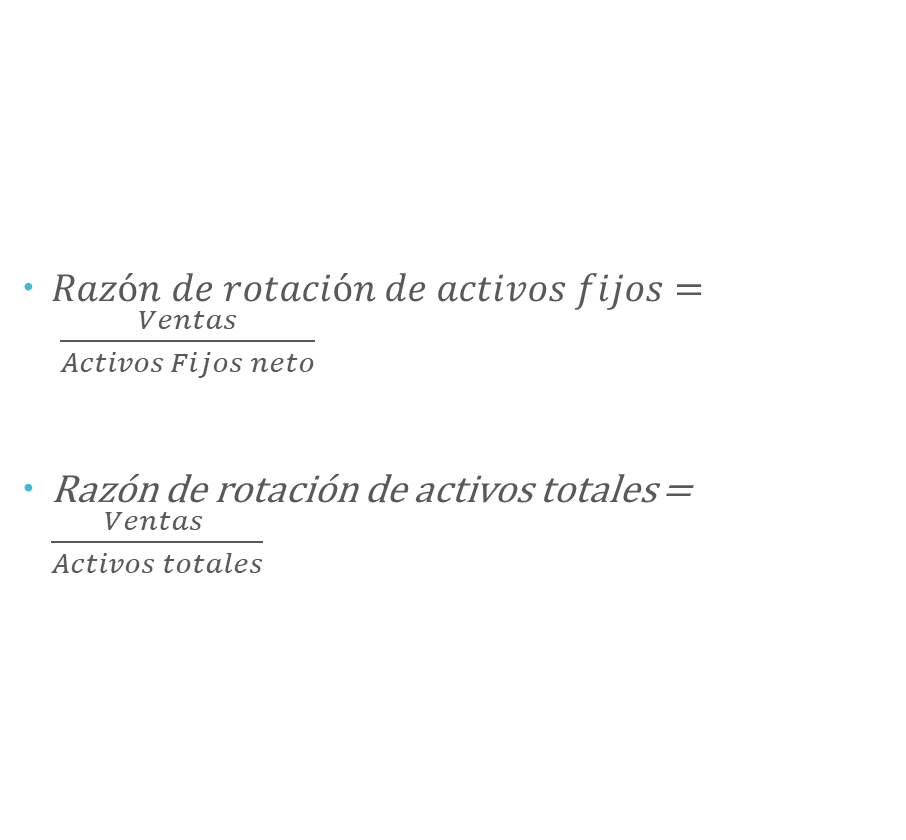 • Razón de rotación de activos fijos =
Ventas
Activos Fijos neto
• Razón de rotación de activos totales =
Ventas
Activos totales